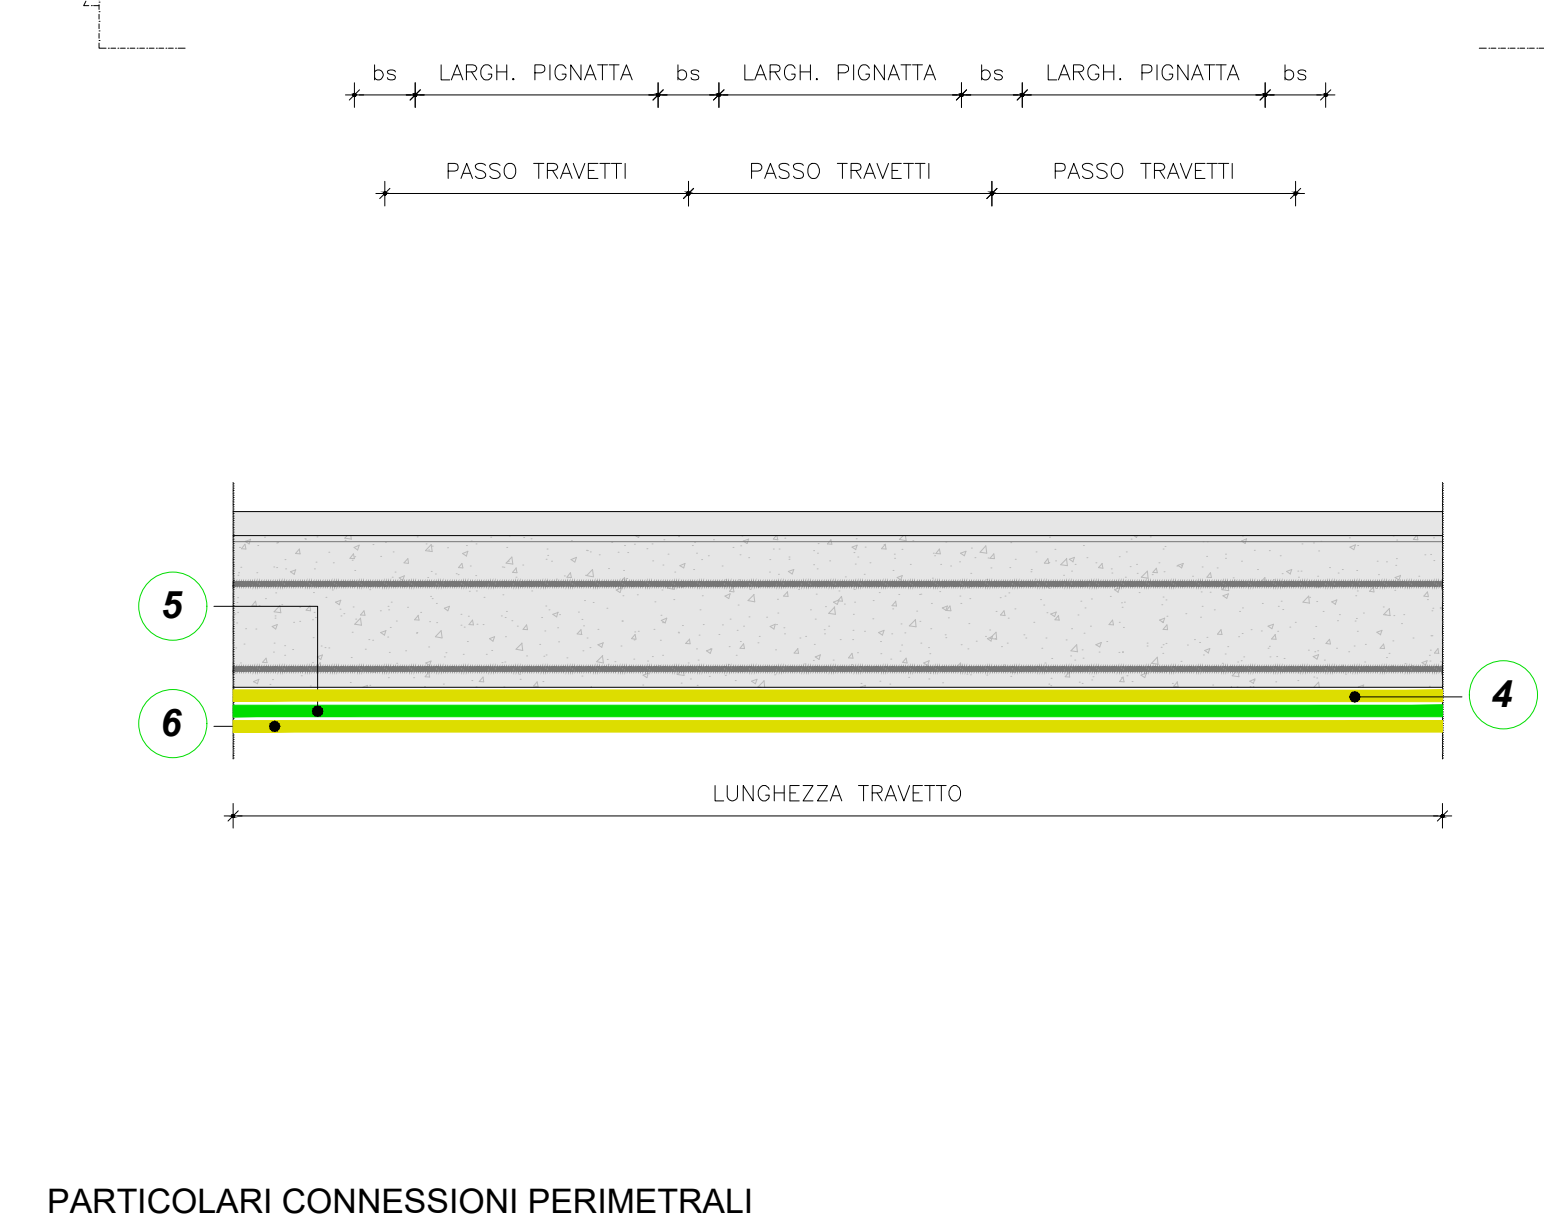 bs LARGH. PIGNATTA bs LARGH. PIGNATTA bs LARGH. PIGNATTA bs
PASSO TRAVETTI PASSO TRAVETTI PASSO TRAVETTI
5
4
6
LUNGHEZZA TRAVETTO
PARTICOLARI CONNESSIONI PERIMETRALI